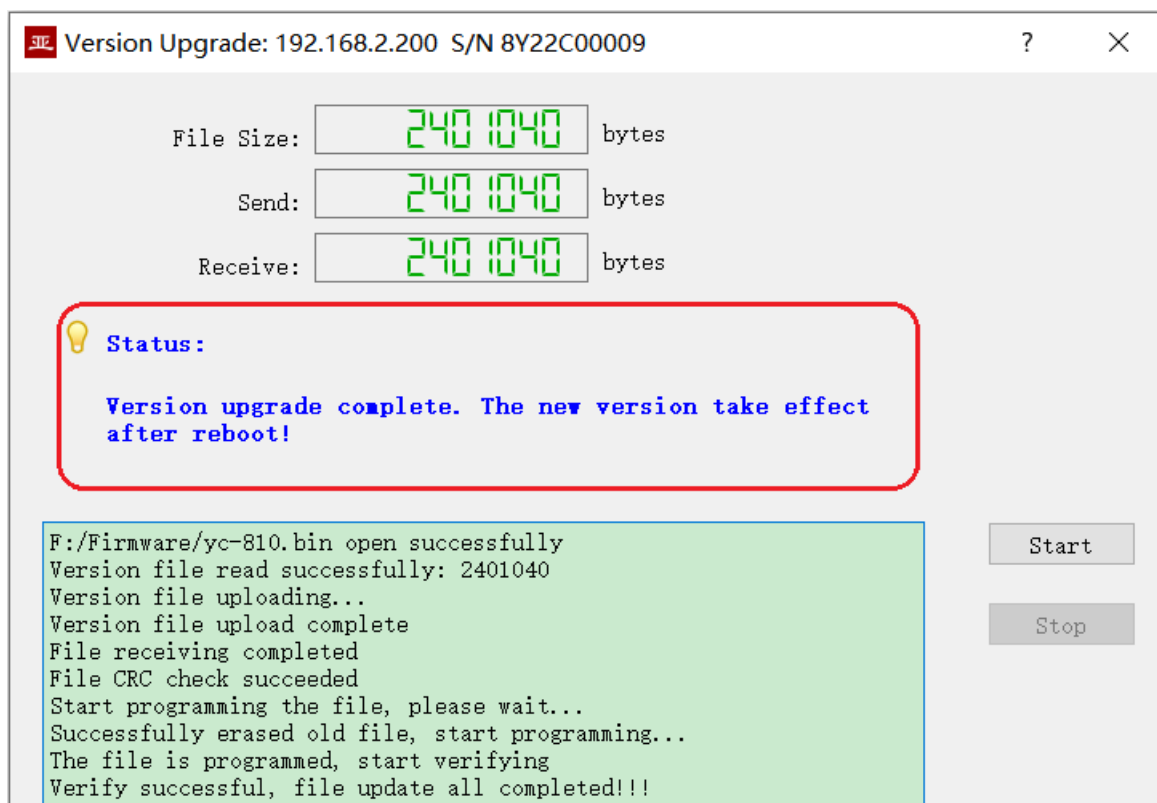 亚 Version Upgrade: 192.168.2.200 S/N 8Y22C00009 ?
File Size: 2401040 bytes
Send: 2401040 bytes
Receive: 2401040 bytes
Status:
Version upgrade complete. The new version take effect
after reboot!
F:/Firmware/yc-810.bin open successfully
Version file read successfully: 2401040
Version file uploading...
Version file upload complete
File receiving completed
File CRC check succeeded
Start programming the file, please wait...
Successfully erased old file, start programming...
The file is programmed, start verifying
Verify successful, file update all completed!!!
Start
Stop